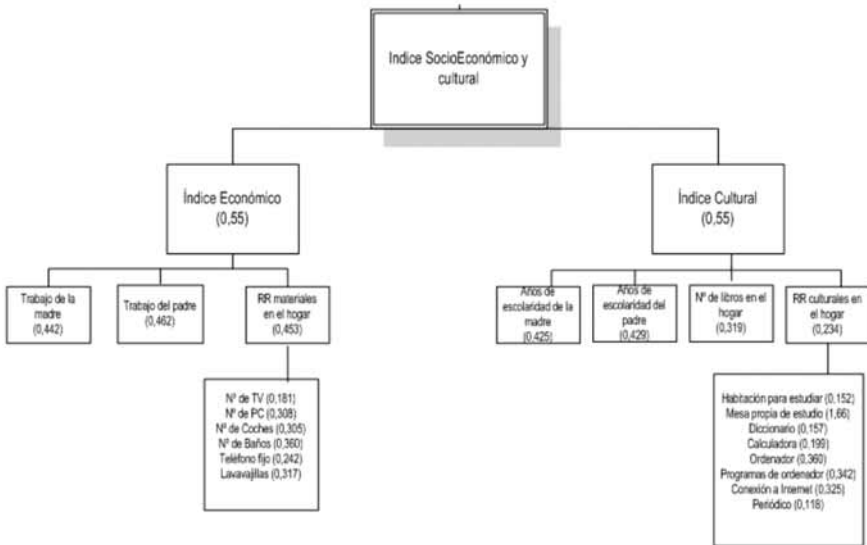 Indice SocioEconómico y
cultural
Índice Económico
(0,55)
Índice Cultural
(0,55)
Trabajo de la
madre
(0,442)
Trabajo del padre
(0,462)
RR materiales
en el hogar
(0,453)
Años de
escolaridad de la
madre
(0,425)
Años de
escolaridad del
padre
(0,429)
Nº de libros en el
hogar
(0,319)
RR culturales en
el hogar
(0,234)
Nº de TV (0,181)
Nº de PC (0,308)
Nº de Coches (0,305)
Nº de Baños (0,360)
Teléfono fijo (0,242)
Lavavajillas (0,317)
Habitación para estudiar (0,152)
Mesa propia de estudio (1,66)
Diccionario (0,157)
Calculadora (0,199)
Ordenador (0,360)
Programas de ordenador (0,342)
Conexión a Internet (0,325)
Periódico (0,118)